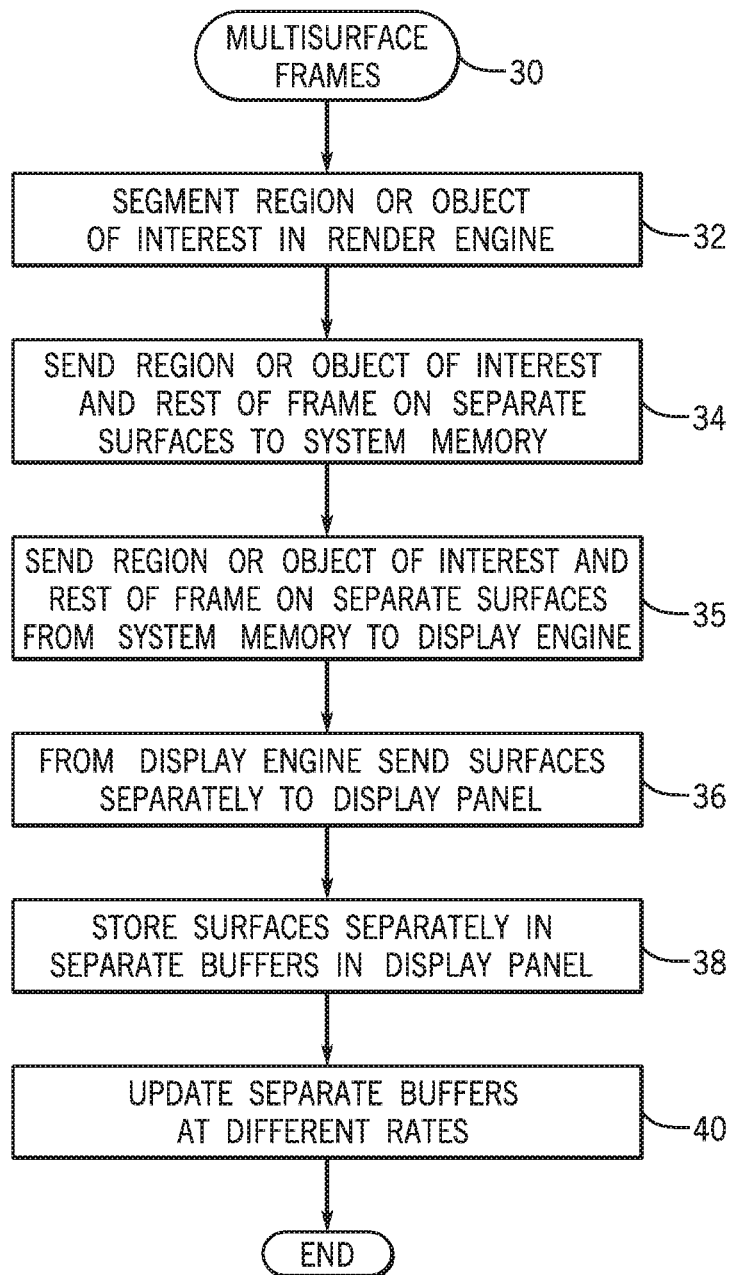 MULTISURFACE
FRAMES
30
SEGMENT REGION OR OBJECT
OF INTEREST IN RENDER ENGINE
32
SEND REGION OR OBJECT OF INTEREST
AND REST OF FRAME ON SEPARATE
SURFACES TO SYSTEM MEMORY
34
SEND REGION OR OBJECT OF INTEREST AND
REST OF FRAME ON SEPARATE SURFACES
FROM SYSTEM MEMORY TO DISPLAY ENGINE
35
FROM DISPLAY ENGINE SEND SURFACES
SEPARATELY TO DISPLAY PANEL
36
STORE SURFACES SEPARATELY IN
SEPARATE BUFFERS IN DISPLAY PANEL
38
UPDATE SEPARATE BUFFERS
AT DIFFERENT RATES
40
END